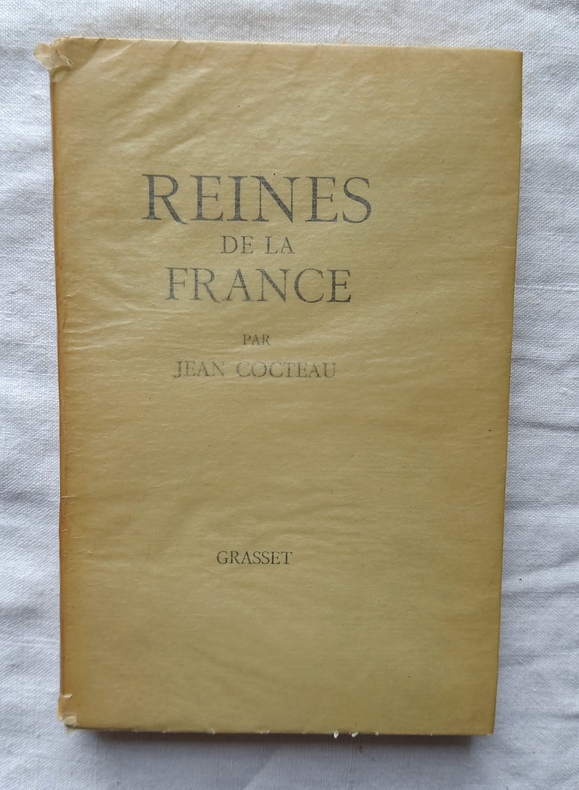 REINES
DE LA
FRANCE
PAR
JEAN COCTEAU
GRASSET